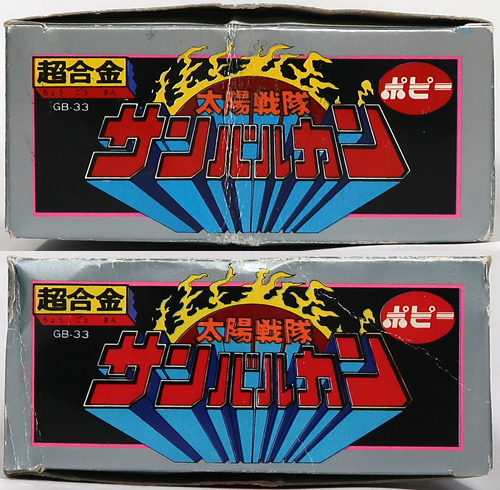 超合金
ちょう ごう きん
GB-33
ポピー
太陽戦隊
サンバルカン
超合金
ちょう ごう きん
GB-33
ポピー
太陽戦隊
サンバルカン